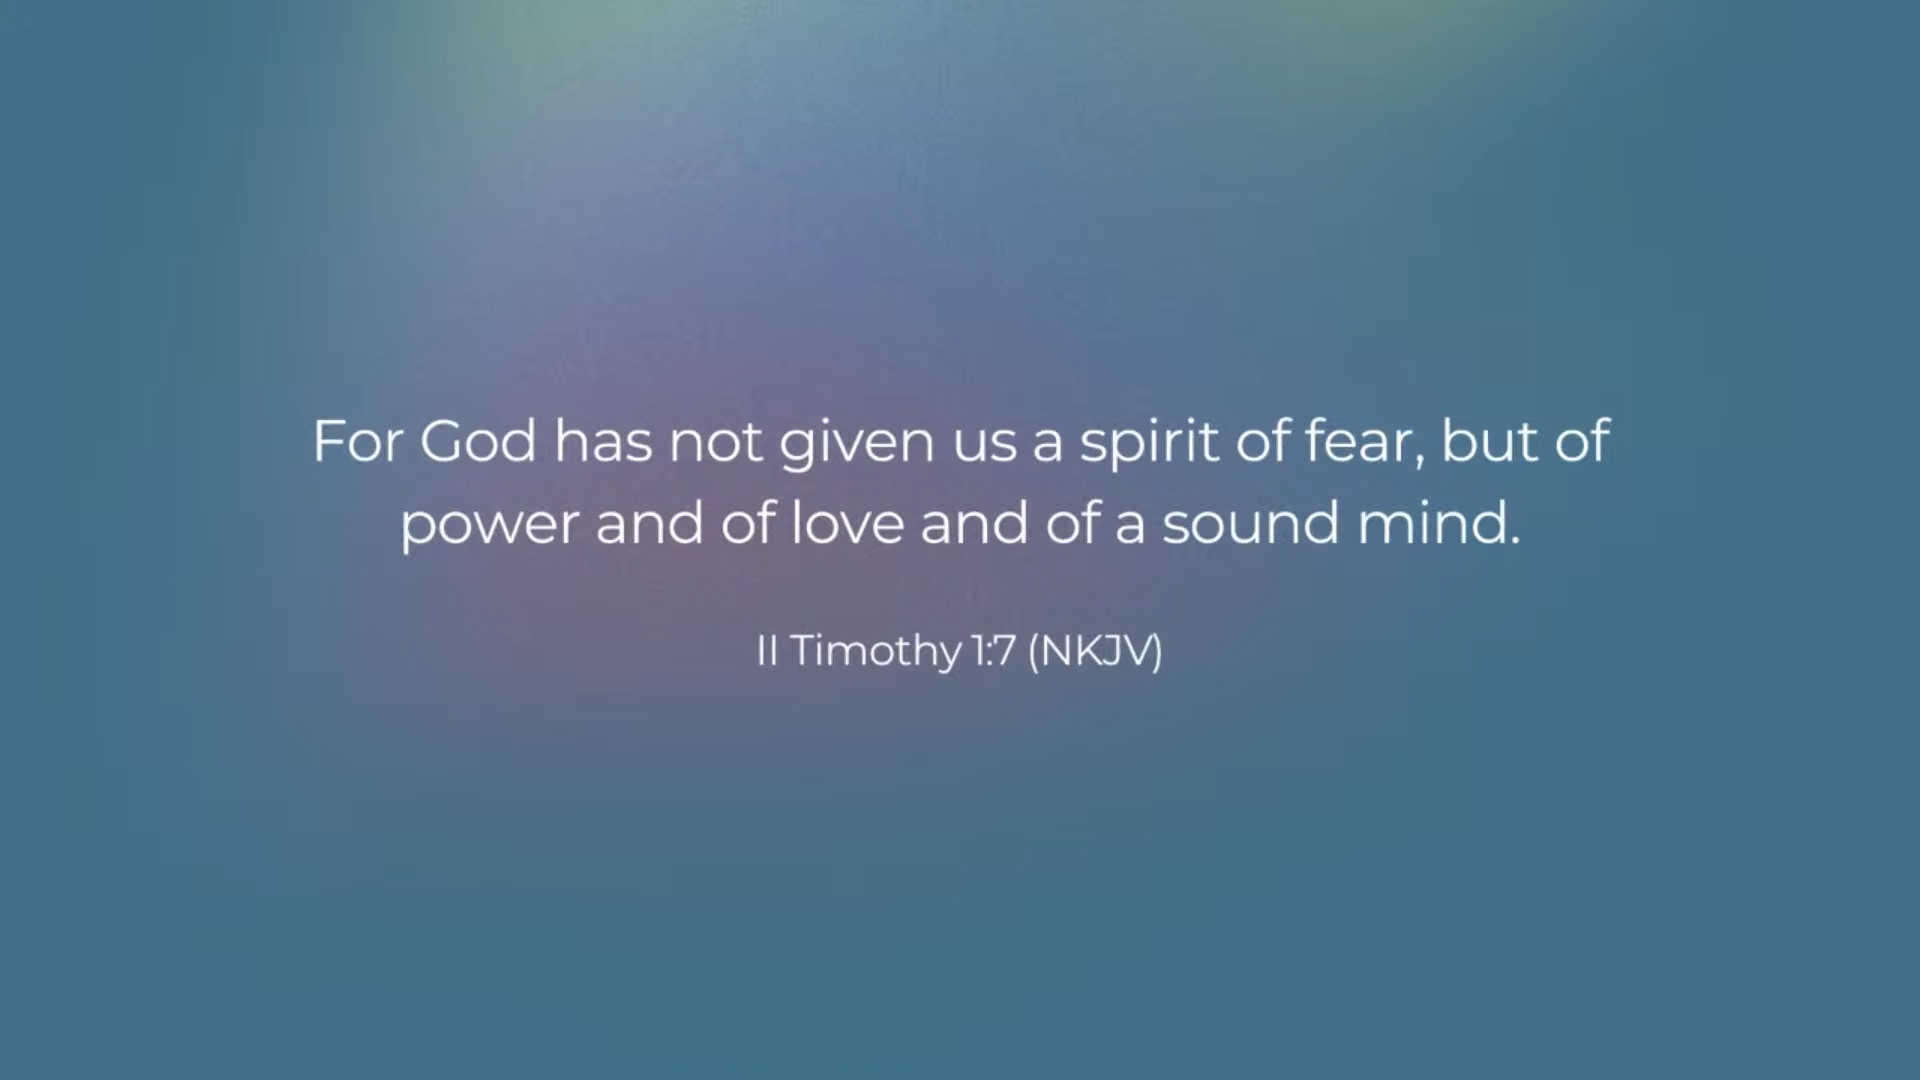 For God has not given us a spirit of fear, but of
power and of love and of a sound mind.
II Timothy 1:7 (NKJV)